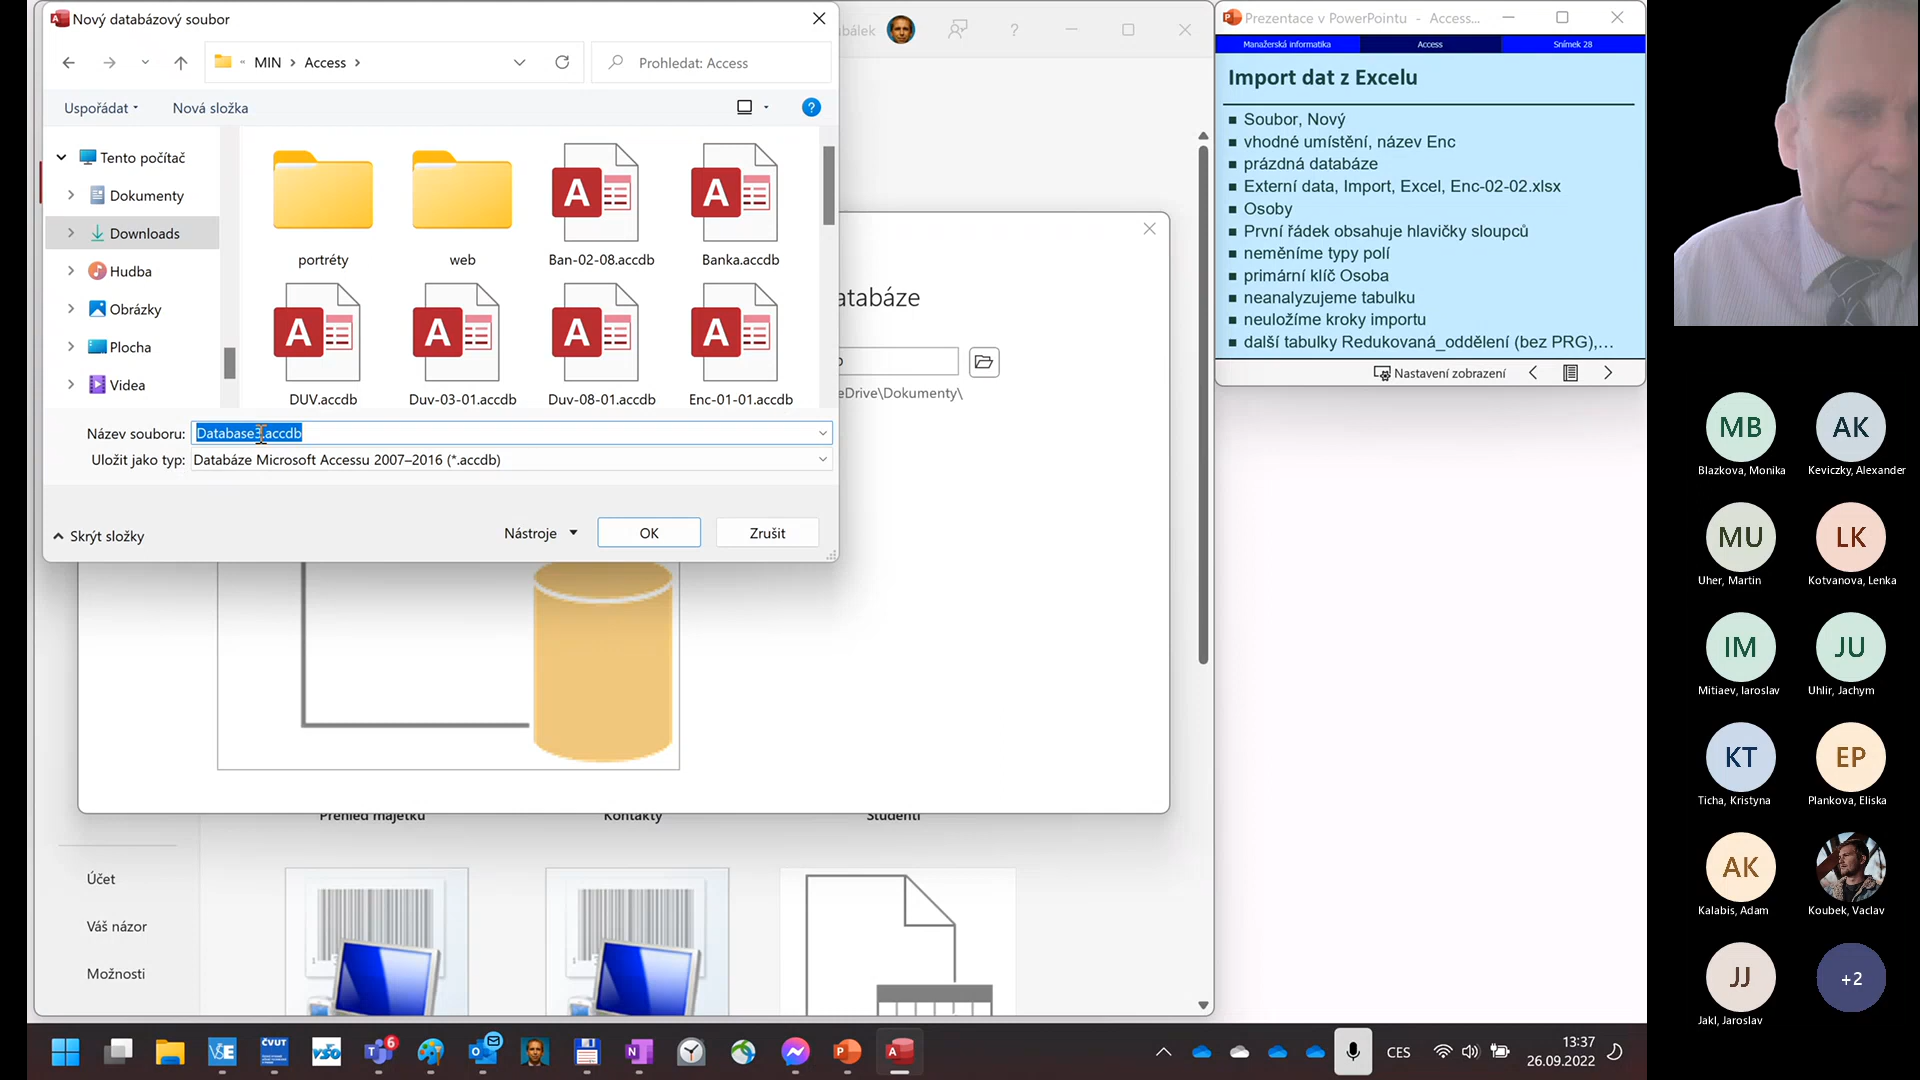 Nový databázový soubor
MIN
Access
Prohledat: Access
Uspořádat
Nová složka
Tento počítač
Dokumenty
Downloads
Hudba
Obrázky
Plocha
Videa
portréty
web
Ban-02-08.accdb
Banka.accdb
DUV.accdb
Duv-03-01.accdb
Duv-08-01.accdb
Enc-01-01.accdb
Název souboru:
Database3.accdb
Uložit jako typ:
Databáze Microsoft Accessu 2007–2016 (*.accdb)
Skrýt složky
Nástroje
OK
Zrušit
bálek
atabáze
eDrive\Dokumenty\
Přehled majetku
Kontakty
Studenti
Účet
Váš názor
Možnosti
Prezentace v PowerPointu - Access...
Manažerská informatika
Access
Snímek 28
Import dat z Excelu
Soubor, Nový
vhodné umístění, název Enc
prázdná databáze
Externí data, Import, Excel, Enc-02-02.xlsx
Osoby
První řádek obsahuje hlavičky sloupců
neměníme typy polí
primární klíč Osoba
neanalyzujeme tabulku
neuložíme kroky importu
další tabulky Redukovaná_oddělení (bez PRG),…
Nastavení zobrazení
MB
Blazkova, Monika
AK
Keviczky, Alexander
MU
Uher, Martin
LK
Kotvanova, Lenka
IM
Mitiaev, Iaroslav
JU
Uhlir, Jachym
KT
Ticha, Kristyna
EP
Plankova, Eliska
AK
Kalabis, Adam
Koubek, Vaclav
JJ
Jakl, Jaroslav
+2
ČVUT
6
CES
13:37
26.09.2022